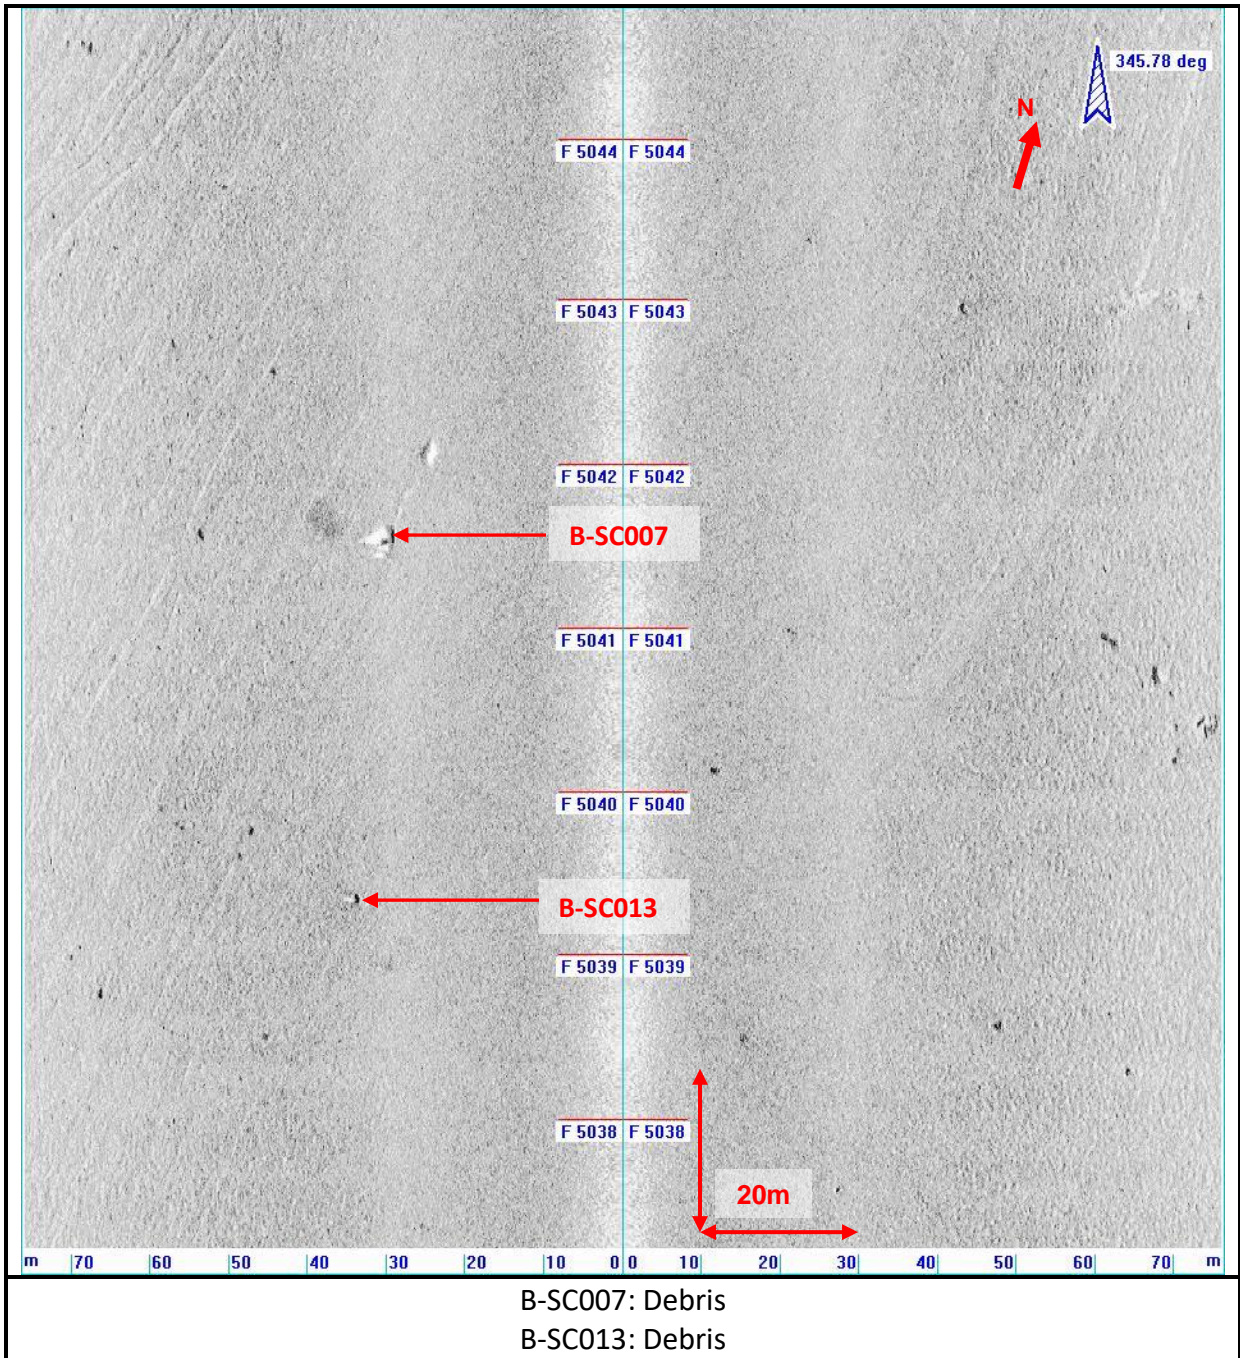 345.78 deg
N
F 5044 F 5044
F 5043 F 5043
F 5042 F 5042
B-SC007
F 5041 F 5041
F 5040 F 5040
B-SC013
F 5039 F 5039
F 5038 F 5038
20m
m 70 60 50 40 30 20 10 0 0 10 20 30 40 50 60 70 m
B-SC007: Debris
B-SC013: Debris